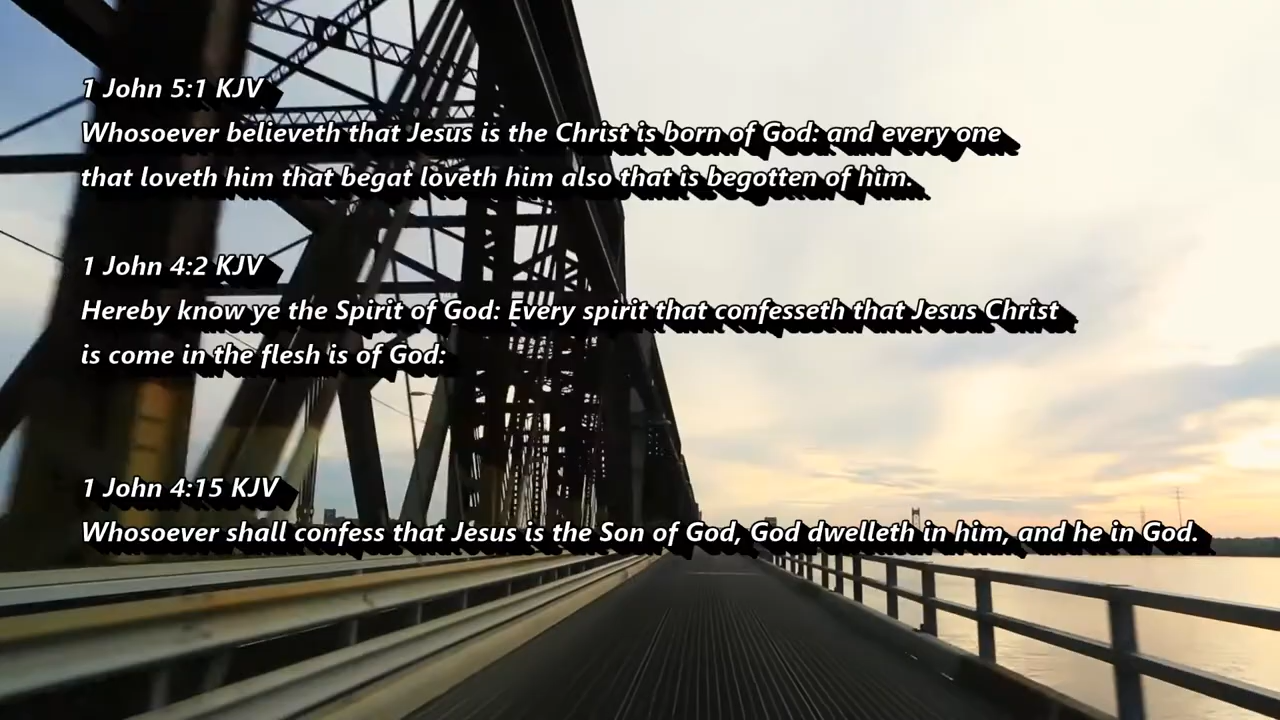 1 John 5:1 KJV
Whosoever believeth that Jesus is the Christ is born of God: and every one
that loveth him that begat loveth him also that is begotten of him.
1 John 4:2 KJV
Hereby know ye the Spirit of God: Every spirit that confesseth that Jesus Christ
is come in the flesh is of God:
1 John 4:15 KJV
Whosoever shall confess that Jesus is the Son of God, God dwelleth in him, and he in God.